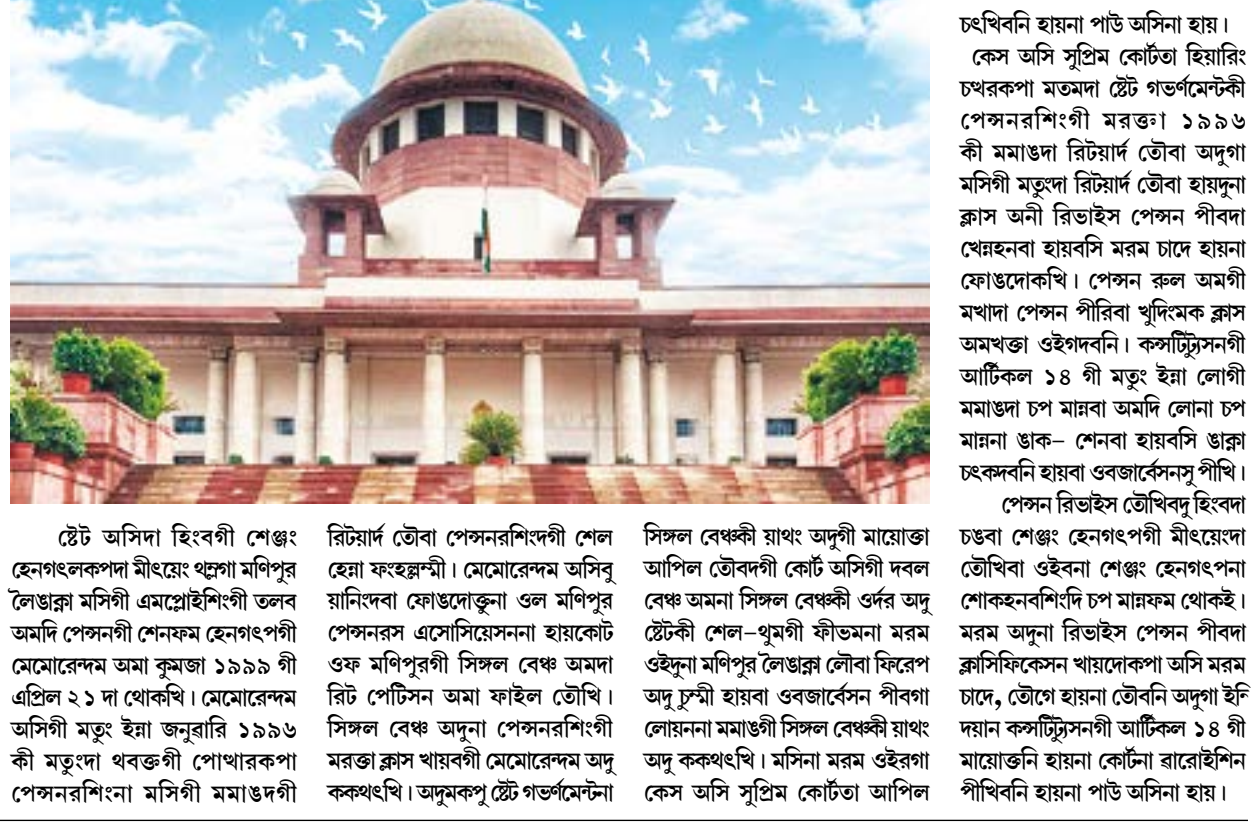 ষ্টেট অসিদা হিংবগী শেঞ্জং
হেনগৎলকপদা মীৎয়েং থম্লগা মণিপুর
লৈঙাক্না মসিগী এমপ্লোইশিংগী তলব
অমদি পেন্সনগী শেনফম হেনগৎপগী
মেমোরেন্দম অমা কুমজা ১৯৯৯ গী
এপ্রিল ২১ দা থোকখি। মেমোরেন্দম
অসিগী মতুং ইন্না জনুৱারি ১৯৯৬
কী মতুংদা থবক্তগী পোত্থারকপা
পেন্সনরশিংনা মসিগী মমাঙদগী
রিটয়ার্দ তৌবা পেন্সনরশিংদগী শেল
হেন্না ফংহল্লম্মী। মেমোরেন্দম অসিবু
য়ানিংদবা ফোঙদোক্তুনা ওল মণিপুর
পেন্সনরস এসোসিয়েসননা হায়কোর্ট
ওফ মণিপুরগী সিঙ্গল বেঞ্চ অমদা
রিট পেটিসন অমা ফাইল তৌখি।
সিঙ্গল বেঞ্চ অদুনা পেন্সনরশিংগী
মরক্তা ক্লাস খায়বগী মেমোরেন্দম অদু
ককথৎখি। অদুমকপু ষ্টেট গভর্ণমেন্টনা
সিঙ্গল বেঞ্চকী য়াথং অদুগী মায়োক্তা
আপিল তৌবদগী কোর্ট অসিগী দবল
বেঞ্চ অমনা সিঙ্গল বেঞ্চকী ওর্দর অদু
ষ্টেটকী শেল-থুমগী ফীভমনা মরম
ওইদুনা মণিপুর লৈঙাক্না লৌবা ফিরেপ
অদু চুম্মী হায়বা ওবজার্বেসন পীবগা
লোয়ননা মমাঙগী সিঙ্গল বেঞ্চকী য়াথং
অদু ককথৎখি। মসিনা মরম ওইরগা
কেস অসি সুপ্রিম কোর্টতা আপিল
চৎখিবনি হায়না পাউ অসিনা হায়।
কেস অসি সুপ্রিম কোর্টতা হিয়ারিং
চত্থরকপা মতমদা ষ্টেট গভর্ণমেন্টকী
পেন্সনরশিংগী মরক্তা ১৯৯৬
কী মমাঙদা রিটয়ার্দ তৌবা অদুগা
মসিগী মতুংদা রিটয়ার্দ তৌবা হায়দুনা
ক্লাস অনী রিভাইস পেন্সন পীবদা
খেন্নহনবা হায়বসি মরম চাদে হায়না
ফোঙদোকখি। পেন্সন রুল অমগী
মখাদা পেন্সন পীরিবা খুদিংমক ক্লাস
অমখক্তা ওইগদবনি। কন্সটিট্যুসনগী
আর্টিকল ১৪ গী মতুং ইন্না লোগী
মমাঙদা চপ মান্নবা অমদি লোনা চপ
মান্ননা ঙাক- শেনবা হায়বসি ঙাক্না
চৎকদবনি হায়বা ওবজার্বেসনসু পীখি।
পেন্সন রিভাইস তৌখিবদু হিংবদা
চঙবা শেঞ্জং হেনগৎপগী মীৎয়েংদা
তৌখিবা ওইবনা শেঞ্জং হেনগৎপনা
শোকহনবশিংদি চপ মান্নফম থোকই।
মরম অদুনা রিভাইস পেন্সন পীবদা
ক্লাসিফিকেসন খায়দোকপা অসি মরম
চাদে, তৌগে হায়না তৌবনি অদুগা ইন্দি
দয়ান কন্সটিট্যুসনগী আর্টিকল ১৪ গী
মায়োক্তনি হায়না কোর্টনা ৱারোইশিন
পীখিবনি হায়না পাউ অসিনা হায়।